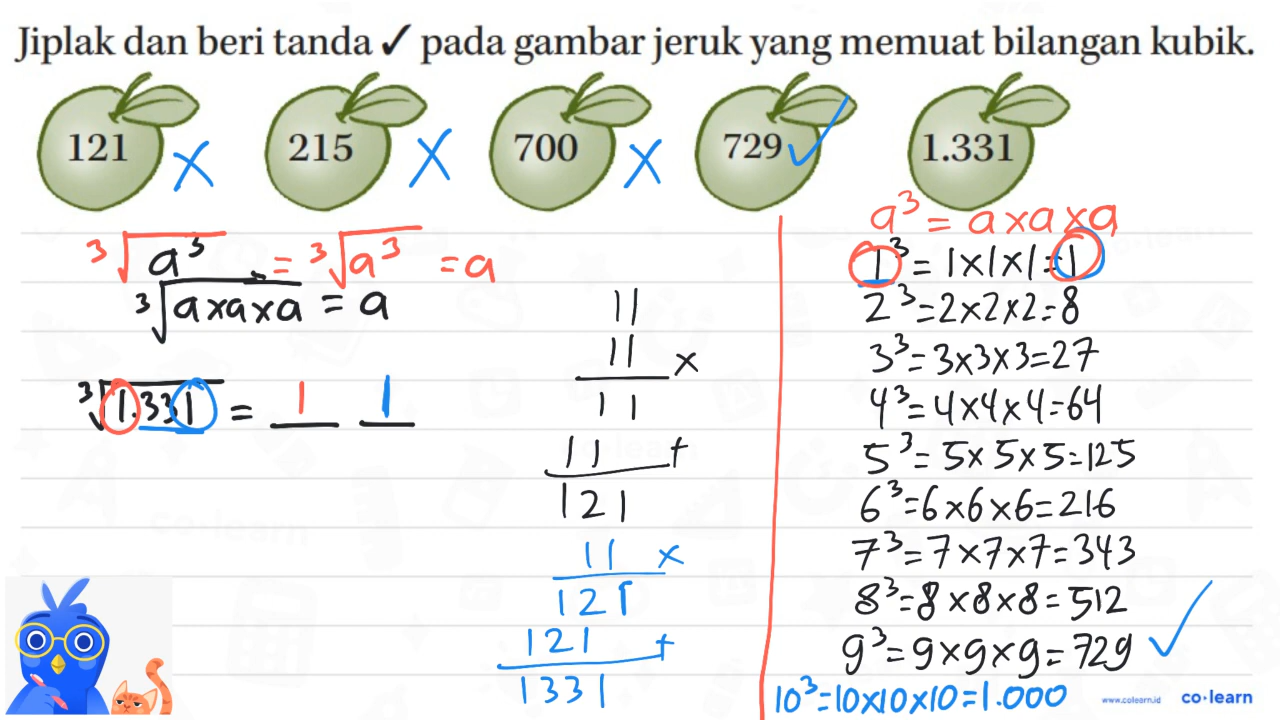 Jiplak dan beri tanda ✓ pada gambar jeruk yang memuat bilangan kubik.
121 X 215 X 700 X 729 ✓ 1.331
∛a³ = ∛a³ = a
∛a×a×a = a
∛1.331 = 1 1
11
11 ×
11
11 +
121
11 ×
121
121 +
1331
a³ = a×a×a
1³ = 1×1×1=1
2³=2×2×2=8
3³=3×3×3=27
4³=4×4×4=64
5³=5×5×5=125
6³=6×6×6=216
7³=7×7×7=343
8³=8×8×8=512
9³=9×9×9=729 ✓
10³=10×10×10=1.000
www.colearn.id co·learn
co·learn
co·learn